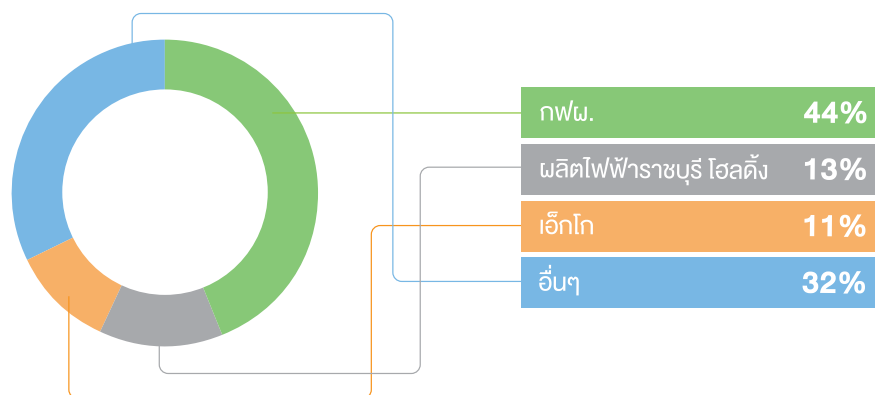 กฟผ. 44%
ผลิตไฟฟ้าราชบุรี โฮลดิ้ง 13%
เอ็กโก 11%
อื่นๆ 32%